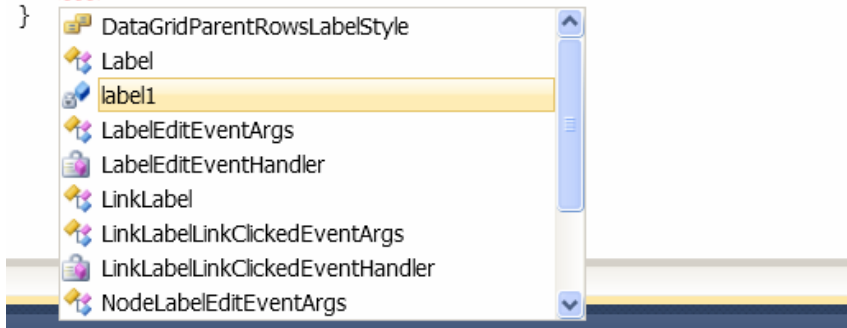 }
DataGridParentRowsLabelStyle
Label
label1
LabelEditEventArgs
LabelEditEventHandler
LinkLabel
LinkLabelLinkClickedEventArgs
LinkLabelLinkClickedEventHandler
NodeLabelEditEventArgs